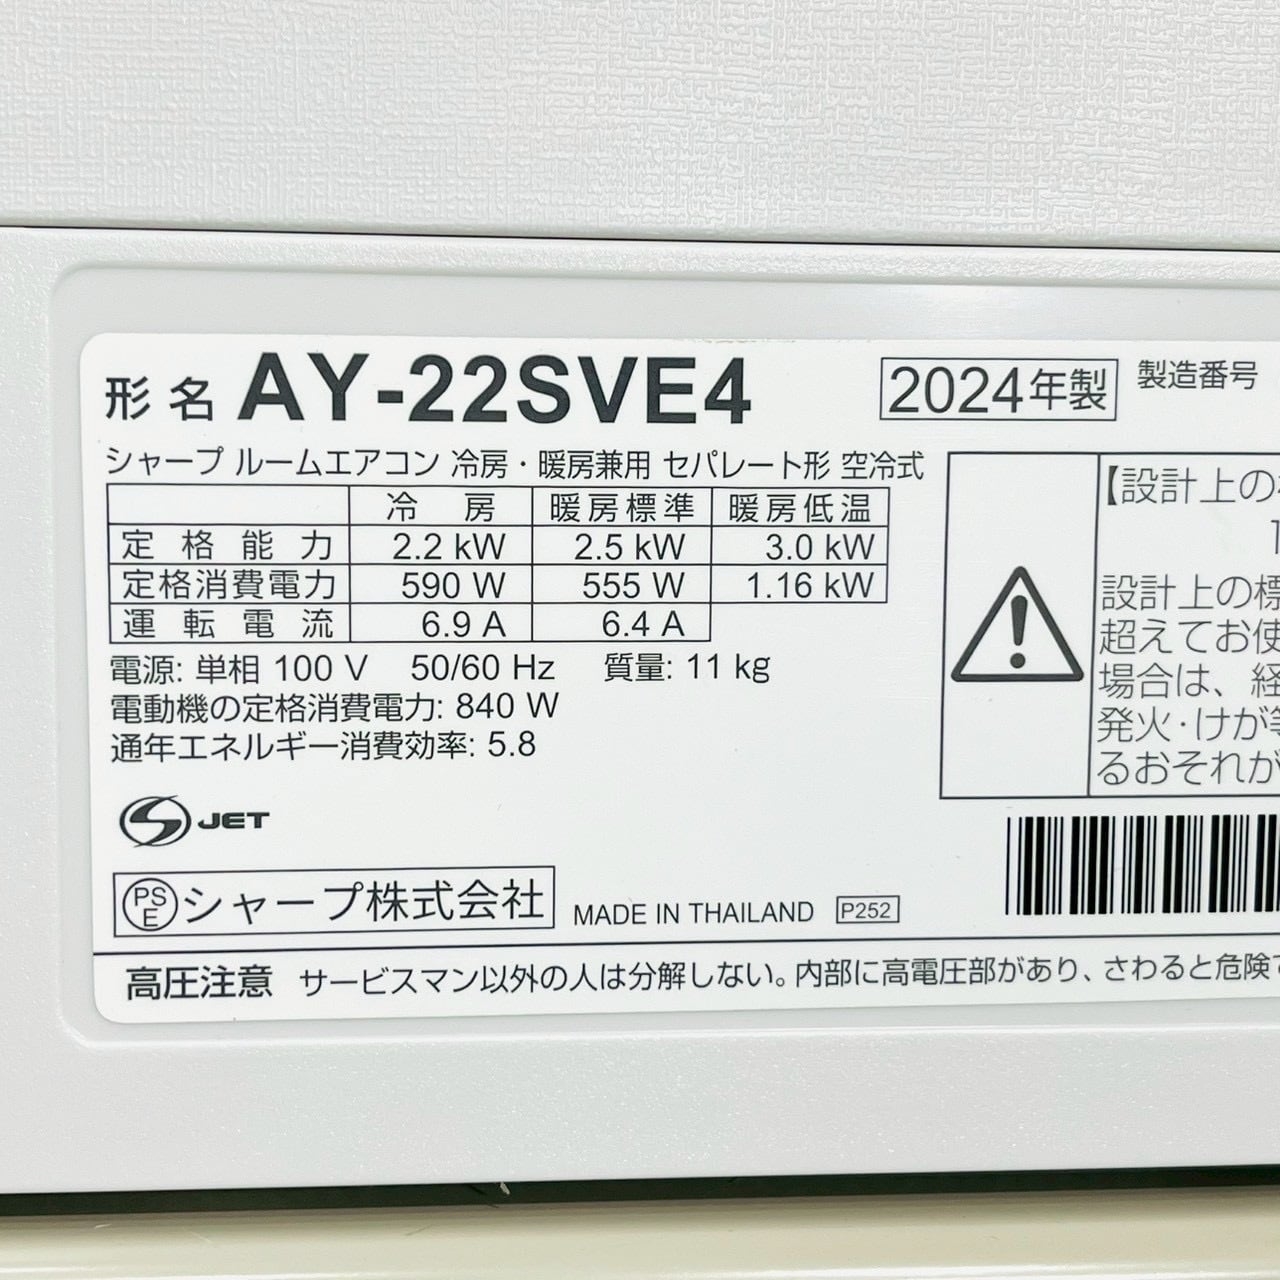 形名 AY-22SVE4 2024年製 製造番号
シャープ ルームエアコン 冷房・暖房兼用 セパレート形 空冷式
冷房 暖房標準 暖房低温
定格能力 2.2 kW 2.5 kW 3.0 kW
定格消費電力 590 W 555 W 1.16 kW
運転電流 6.9 A 6.4 A
電源: 単相 100 V 50/60 Hz 質量: 11 kg
電動機の定格消費電力: 840 W
通年エネルギー消費効率: 5.8
【設計上の
設計上の標
超えてお使
場合は、経
発火・けが等
るおそれが
S JET
PSE シャープ株式会社 MADE IN THAILAND P252
高圧注意 サービスマン以外の人は分解しない。内部に高電圧部があり、さわると危険で